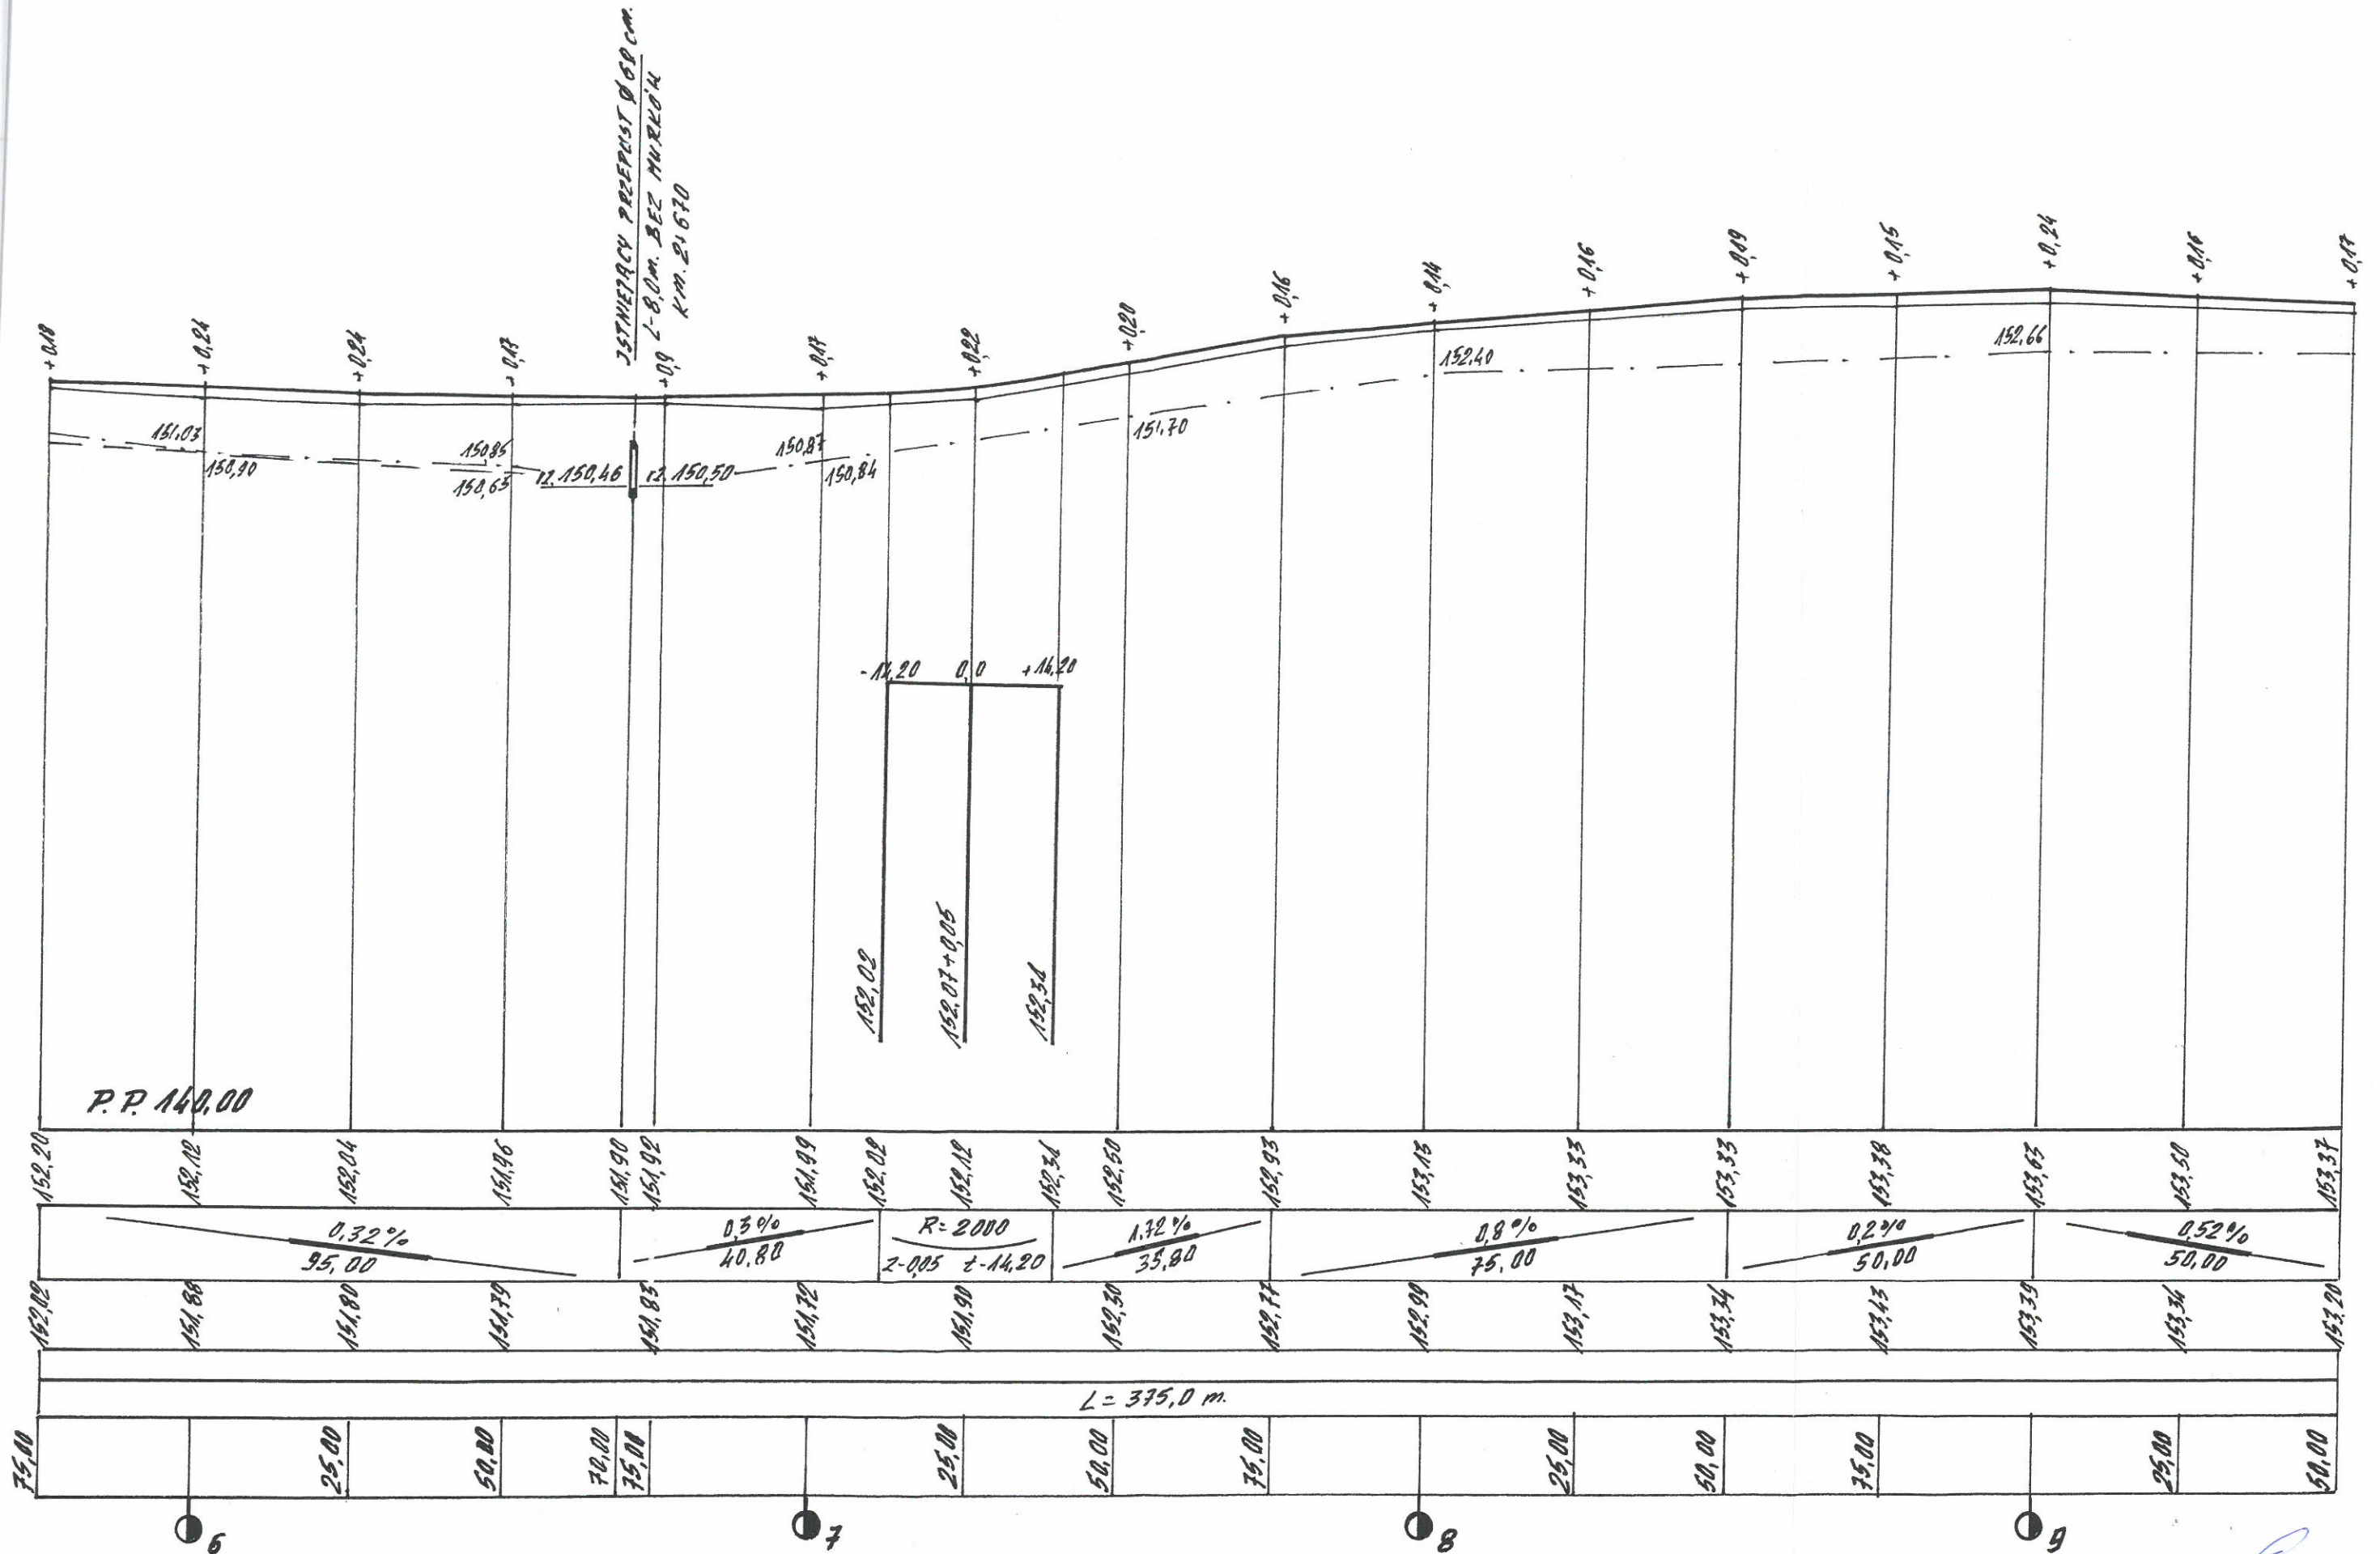 ISTNIEJĄCY PRZEPUST Ø 60 cm.
L-8,0m. BEZ MURKÓW
KM. 2+670
+0,18
+0,24
+0,24
+0,17
+0,9
+0,17
+0,22
+0,20
+0,16
+0,14
+0,16
+0,19
+0,15
+0,24
+0,16
+0,17
151,03
150,90
150,85
150,63
rz. 150,46
rz. 150,50
150,87
150,84
151,70
152,40
152,66
-14,20 0,0 +14,20
152,02
152,07+0,05
152,31
P.P. 140,00
152,20 152,12 152,04 151,96 151,90 151,92 151,99 152,02 152,12 152,31 152,50 152,93 153,13 153,33 153,33 153,38 153,63 153,50 153,37
0,32% 0,3% R=2000 1,72% 0,8% 0,2% 0,52%
95,00 40,80 z-0,05 t-14,20 35,80 75,00 50,00 50,00
152,02 151,88 151,80 151,79 151,83 151,72 151,90 152,30 152,77 152,99 153,17 153,34 153,43 153,39 153,34 153,20
L = 375,0 m.
75,00 25,00 50,00 70,00 75,00 25,00 50,00 75,00 25,00 50,00 75,00 25,00 50,00
6 7 8 9